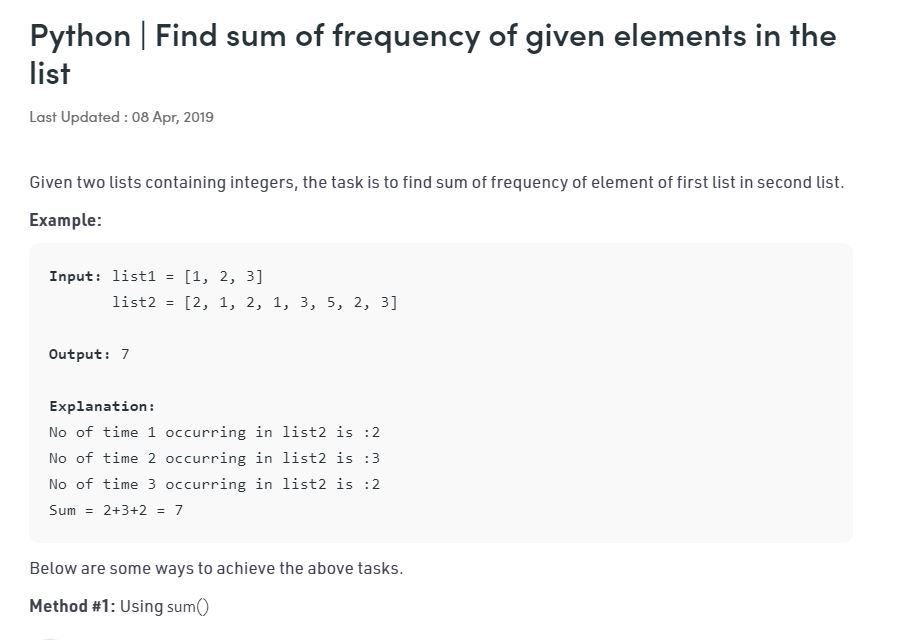 Python | Find sum of frequency of given elements in the
list
Last Updated : 08 Apr, 2019
Given two lists containing integers, the task is to find sum of frequency of element of first list in second list.
Example:
Input: list1 = [1, 2, 3]
list2 = [2, 1, 2, 1, 3, 5, 2, 3]
Output: 7
Explanation:
No of time 1 occurring in list2 is :2
No of time 2 occurring in list2 is :3
No of time 3 occurring in list2 is :2
Sum = 2+3+2 = 7
Below are some ways to achieve the above tasks.
Method #1: Using sum()